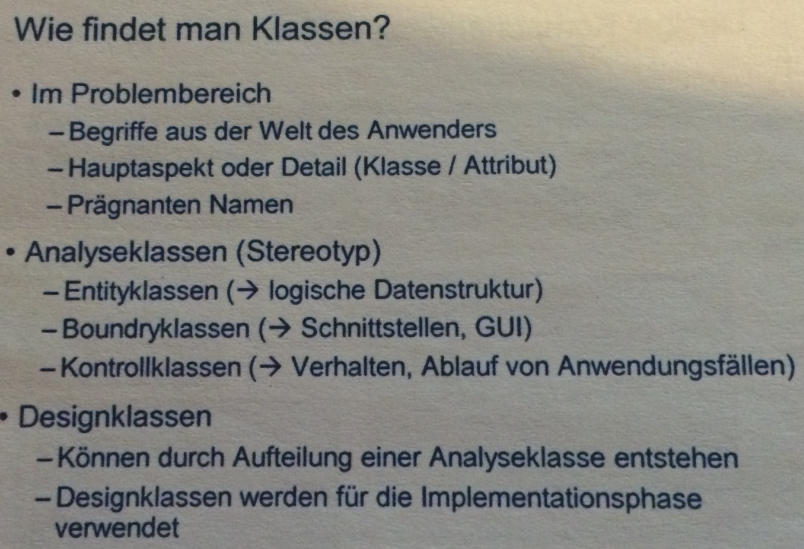 Wie findet man Klassen?
• Im Problembereich
– Begriffe aus der Welt des Anwenders
– Hauptaspekt oder Detail (Klasse / Attribut)
– Prägnanten Namen
• Analyseklassen (Stereotyp)
– Entityklassen (→ logische Datenstruktur)
– Boundryklassen (→ Schnittstellen, GUI)
– Kontrollklassen (→ Verhalten, Ablauf von Anwendungsfällen)
• Designklassen
– Können durch Aufteilung einer Analyseklasse entstehen
– Designklassen werden für die Implementationsphase
verwendet